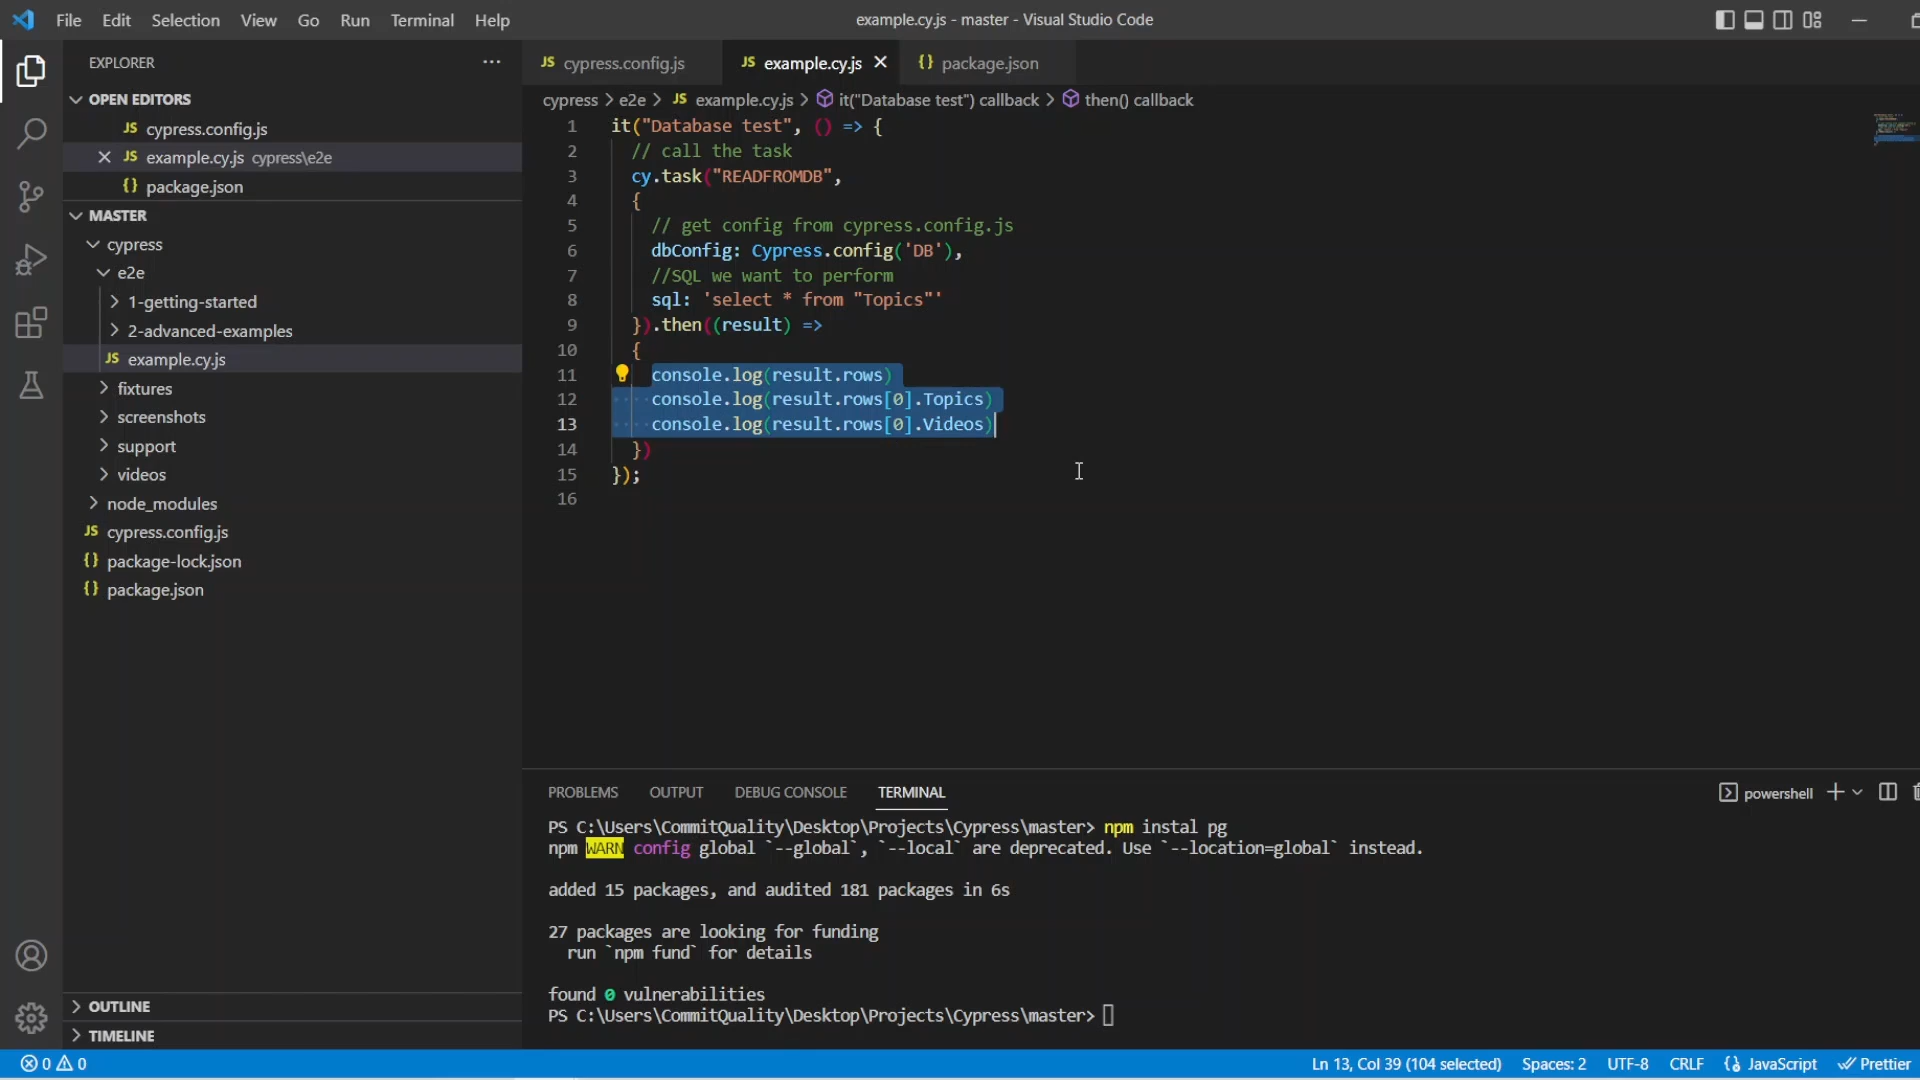 File Edit Selection View Go Run Terminal Help
example.cy.js - master - Visual Studio Code
EXPLORER
OPEN EDITORS
JS cypress.config.js
JS example.cy.js cypress\e2e
{} package.json
MASTER
cypress
e2e
1-getting-started
2-advanced-examples
JS example.cy.js
fixtures
screenshots
support
videos
node_modules
JS cypress.config.js
{} package-lock.json
{} package.json
OUTLINE
TIMELINE
JS cypress.config.js JS example.cy.js {} package.json
cypress > e2e > JS example.cy.js > it("Database test") callback > then() callback
1 it("Database test", () => {
2 // call the task
3 cy.task("READFROMDB",
4 {
5 // get config from cypress.config.js
6 dbConfig: Cypress.config('DB'),
7 //SQL we want to perform
8 sql: 'select * from "Topics"'
9 }).then((result) =>
10 {
11 console.log(result.rows)
12 console.log(result.rows[0].Topics)
13 console.log(result.rows[0].Videos)
14 })
15 });
16
PROBLEMS OUTPUT DEBUG CONSOLE TERMINAL
powershell
PS C:\Users\CommitQuality\Desktop\Projects\Cypress\master> npm instal pg
npm WARN config global `--global`, `--local` are deprecated. Use `--location=global` instead.
added 15 packages, and audited 181 packages in 6s
27 packages are looking for funding
run `npm fund` for details
found 0 vulnerabilities
PS C:\Users\CommitQuality\Desktop\Projects\Cypress\master>
0 0
Ln 13, Col 39 (104 selected) Spaces: 2 UTF-8 CRLF {} JavaScript Prettier